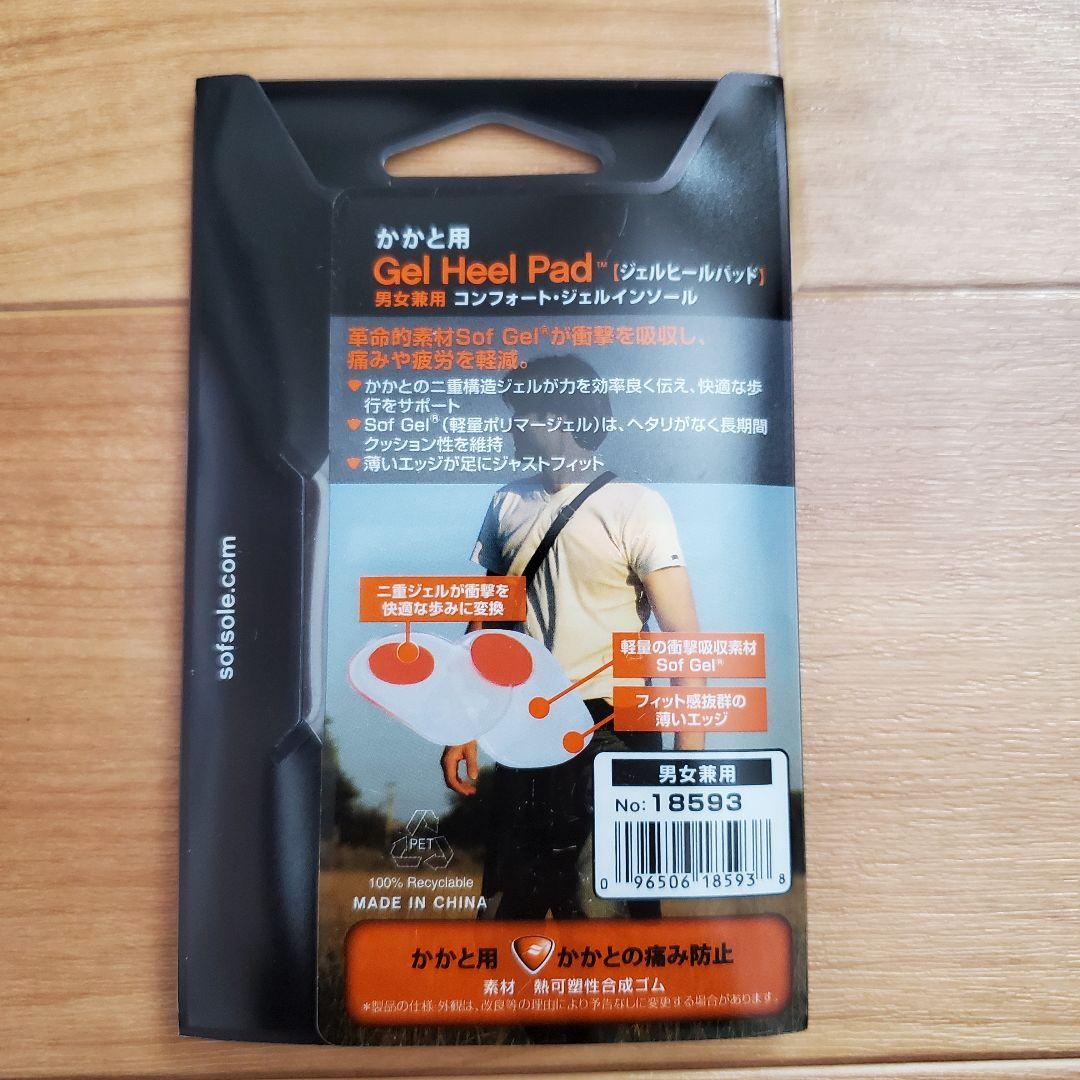 かかと用
Gel Heel Pad™【ジェルヒールパッド】
男女兼用 コンフォート・ジェルインソール
革命的素材Sof Gel®が衝撃を吸収し、
痛みや疲労を軽減。
かかとの二重構造ジェルが力を効率良く伝え、快適な歩
行をサポート
Sof Gel®(軽量ポリマージェル)は、ヘタリがなく長期間
クッション性を維持
薄いエッジが足にジャストフィット
sofsole.com
二重ジェルが衝撃を
快適な歩みに変換
軽量の衝撃吸収素材
Sof Gel®
フィット感抜群の
薄いエッジ
男女兼用
No: 18593
0 96506 18593 8
PET
100% Recyclable
MADE IN CHINA
かかと用 かかとの痛み防止
素材/熱可塑性合成ゴム
*製品の仕様・外観は、改良等の理由により予告なしに変更する場合があります。